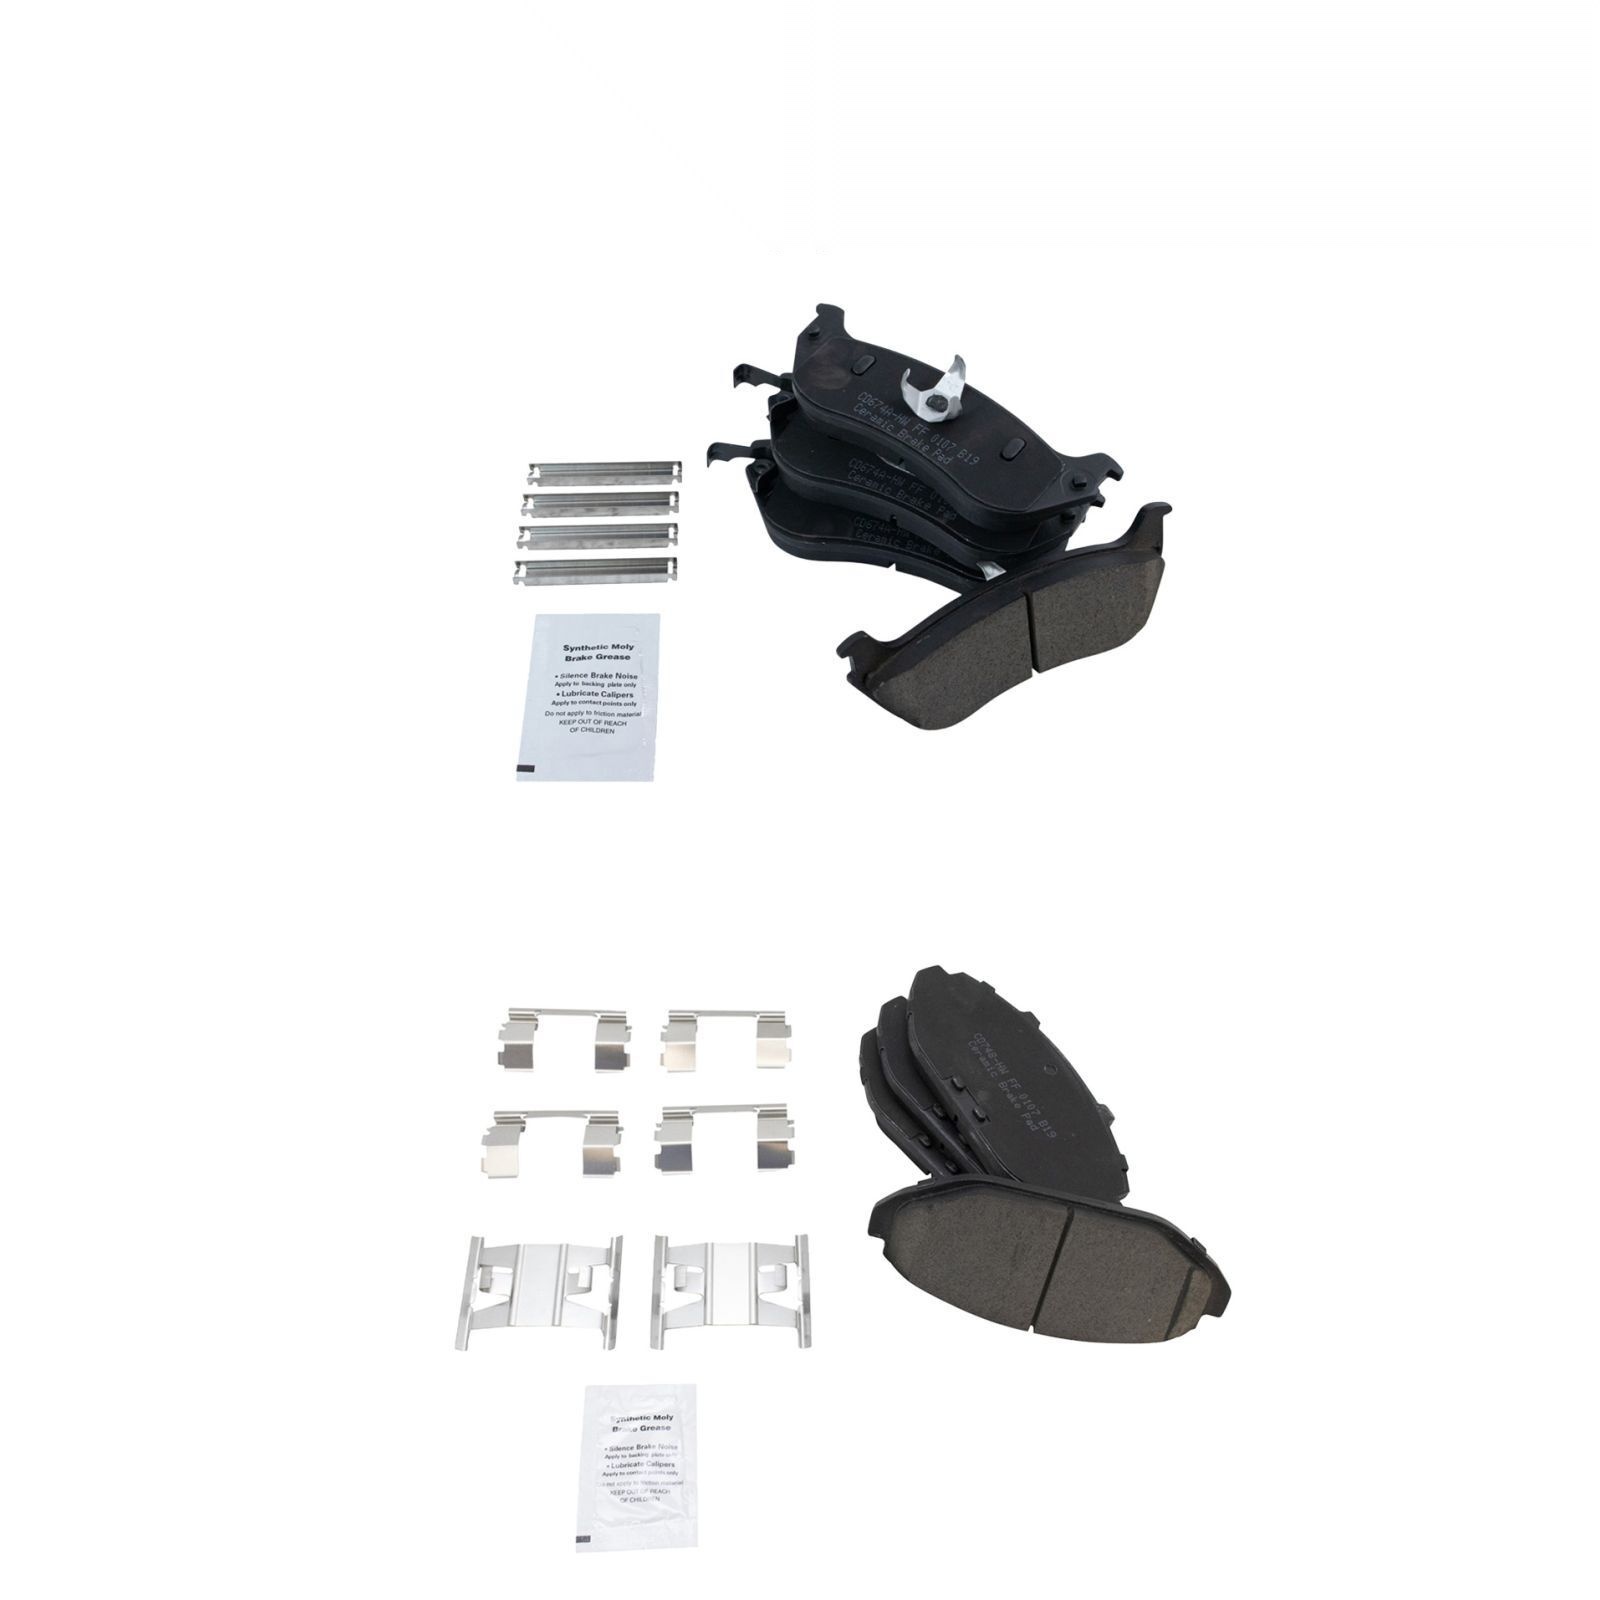 CD674A-HW FF 0107 B19
Ceramic Brake Pad
CD674A-HW FF
Ceramic Brake Pad
CD674A-HW
Ceramic Brake
Synthetic Moly
Brake Grease
• Silence Brake Noise
Apply to backing plate only
• Lubricate Calipers
Apply to contact points only
Do not apply to friction material
KEEP OUT OF REACH
OF CHILDREN
CD748-HW FF 0107 B19
Ceramic Brake Pad
Synthetic Moly
Brake Grease
• Silence Brake Noise
Apply to backing plate only
• Lubricate Calipers
Apply to contact points only
Do not apply to friction material
KEEP OUT OF REACH
OF CHILDREN